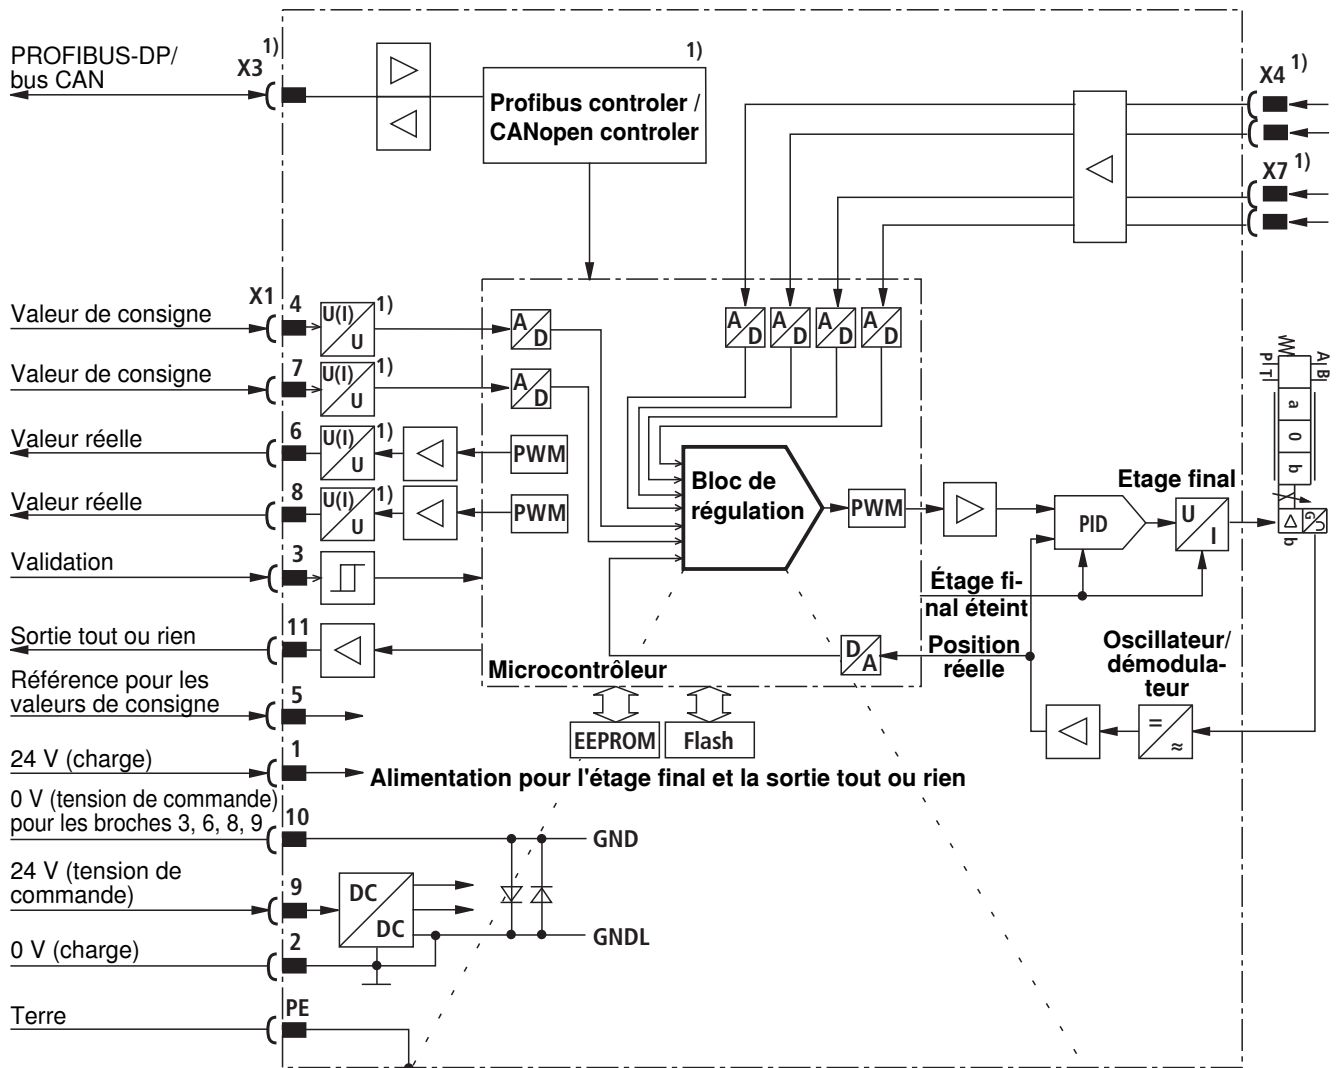 PROFIBUS-DP/
bus CAN
X3 1)
1)
Profibus controler /
CANopen controler
X4 1)
X7 1)
X1
Valeur de consigne
4
U(I)
U
1)
A
D
A
D
A
D
A
D
A
D
Valeur de consigne
7
U(I)
U
1)
A
D
Valeur réelle
6
U(I)
U
1)
PWM
Valeur réelle
8
U(I)
U
1)
PWM
Bloc de
régulation
PWM
PID
Etage final
U
I
A B
P T
a
0
b
G
b
Validation
3
Étage fi-
nal éteint
Sortie tout ou rien
11
Microcontrôleur
D
A
Position
réelle
Oscillateur/
démodula-
teur
=
≈
Référence pour les
valeurs de consigne
5
EEPROM
Flash
24 V (charge)
1
Alimentation pour l'étage final et la sortie tout ou rien
0 V (tension de commande)
pour les broches 3, 6, 8, 9
10
GND
24 V (tension de
commande)
9
DC
DC
GNDL
0 V (charge)
2
Terre
PE